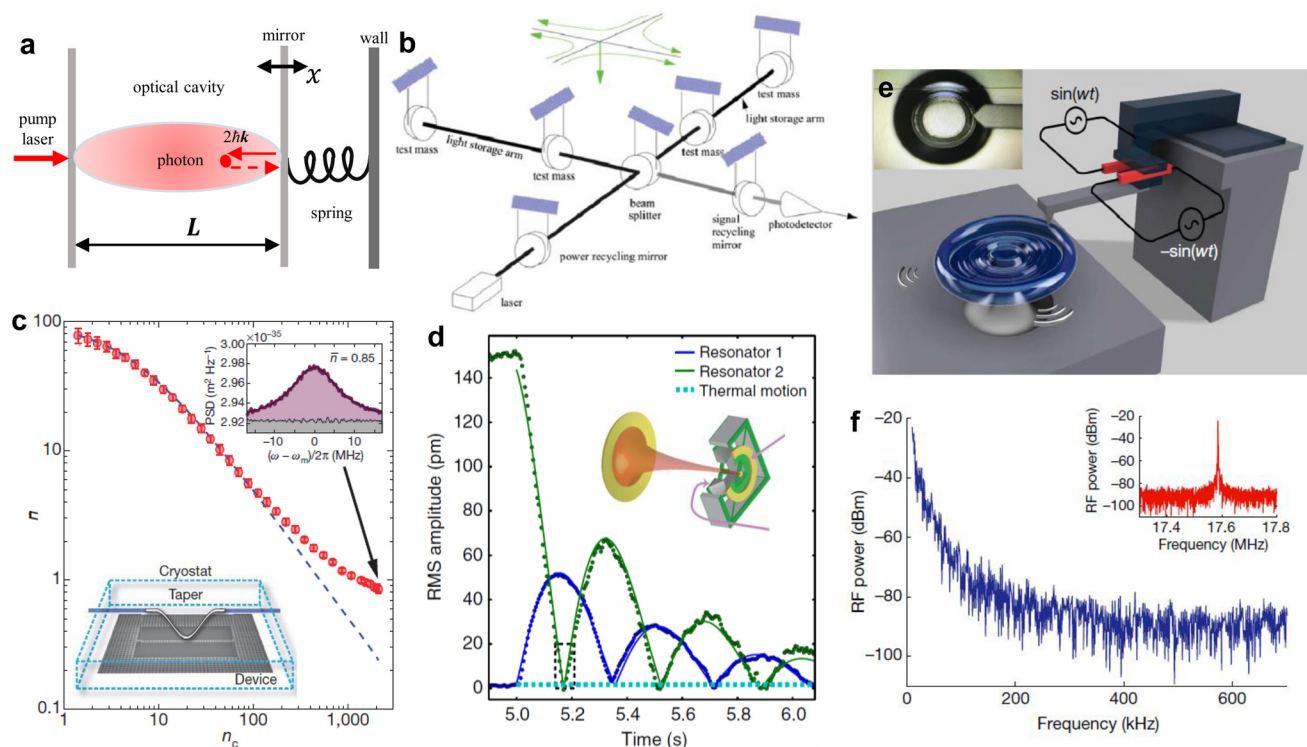 a
mirror
wall
x
optical cavity
pump
laser
2ħk
photon
spring
L
b
test mass
light storage arm
test mass
test mass
light storage arm
test mass
beam
splitter
signal
recycling
mirror
photodetector
power recycling mirror
laser
c
100
10
1
0.1
n
×10⁻³⁵
3.00
2.98
2.96
2.94
2.92
PSD (m² Hz⁻¹)
n̄ = 0.85
−10 0 10
(ω − ωm)/2π (MHz)
Cryostat
Taper
Device
1 10 100 1,000
nc
d
140
120
100
80
60
40
20
0
RMS amplitude (pm)
Resonator 1
Resonator 2
Thermal motion
5.0 5.2 5.4 5.6 5.8 6.0
Time (s)
e
sin(wt)
−sin(wt)
f
−20
−40
−60
−80
−100
RF power (dBm)
0 200 400 600
Frequency (kHz)
−20
−40
−60
−80
−100
RF power (dBm)
17.4 17.6 17.8
Frequency (MHz)